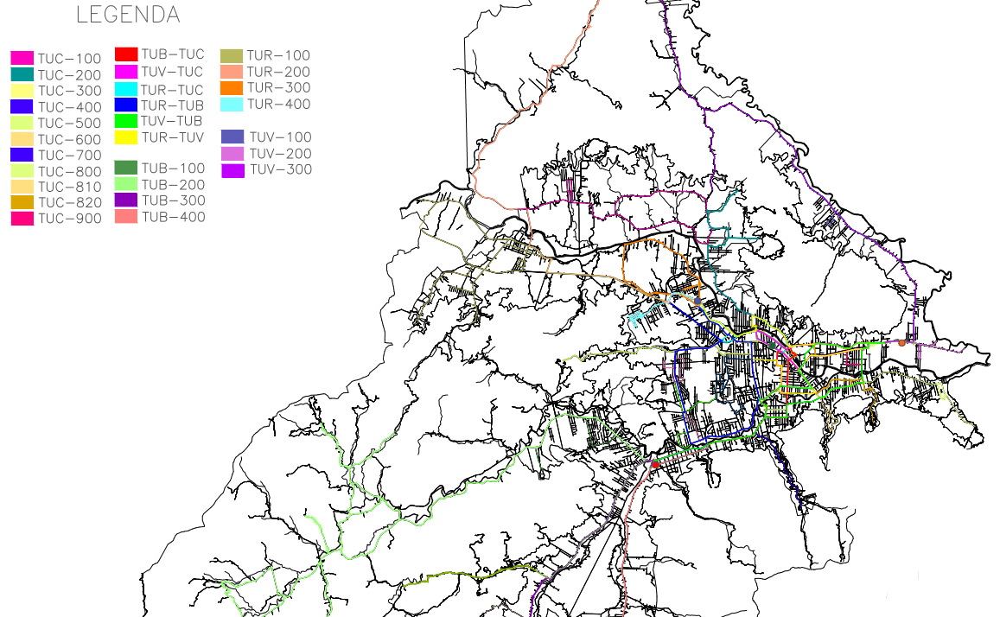 LEGENDA
TUC-100
TUC-200
TUC-300
TUC-400
TUC-500
TUC-600
TUC-700
TUC-800
TUC-810
TUC-820
TUC-900
TUB-TUC
TUV-TUC
TUR-TUC
TUR-TUB
TUV-TUB
TUR-TUV
TUB-100
TUB-200
TUB-300
TUB-400
TUR-100
TUR-200
TUR-300
TUR-400
TUV-100
TUV-200
TUV-300